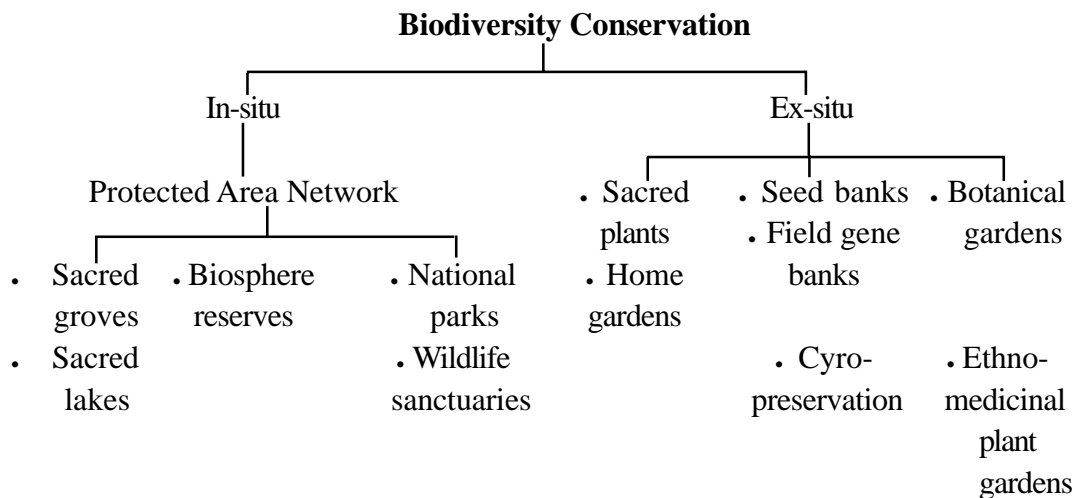 Biodiversity Conservation
In-situ Ex-situ
Protected Area Network
• Sacred • Seed banks • Botanical
plants • Field gene gardens
• Sacred • Biosphere • National • Home banks
groves reserves parks gardens
• Sacred • Wildlife • Cyro- • Ethno-
lakes sanctuaries preservation medicinal
plant
gardens